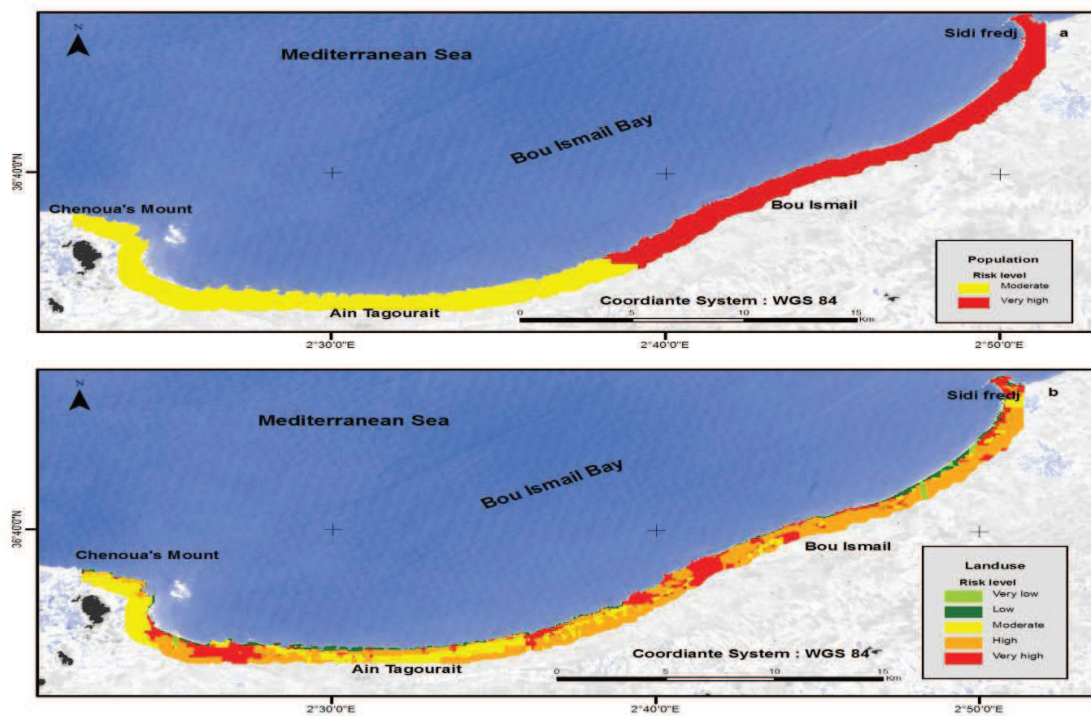 N
Mediterranean Sea
Sidi fredj
a
Bou Ismail Bay
36°40'0"N
Chenoua's Mount
Bou Ismail
Population
Risk level
Moderate
Very high
Coordiante System : WGS 84
Ain Tagourait
0 5 10 15
Km
2°30'0"E 2°40'0"E 2°50'0"E
N
Sidi fredj
b
Mediterranean Sea
Bou Ismail Bay
36°40'0"N
Chenoua's Mount
Bou Ismail
Landuse
Risk level
Very low
Low
Moderate
High
Very high
Coordiante System : WGS 84
Ain Tagourait
0 5 10 15
Km
2°30'0"E 2°40'0"E 2°50'0"E